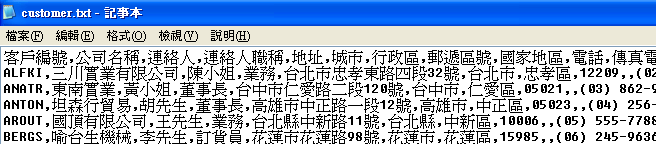 customer.txt - 記事本
檔案(F) 編輯(E) 格式(O) 檢視(V) 說明(H)
客戶編號,公司名稱,連絡人,連絡人職稱,地址,城市,行政區,郵遞區號,國家地區,電話,傳真電
ALFKI,三川實業有限公司,陳小姐,業務,台北市忠孝東路四段32號,台北市,忠孝區,12209,,(02
ANATR,東南實業,黃小姐,董事長,台中市仁愛路二段120號,台中市,仁愛區,05021,,(03) 862-9
ANTON,坦森行貿易,胡先生,董事長,高雄市中正路一段12號,高雄市,中正區,05023,,(04) 256-
AROUT,國頂有限公司,王先生,業務,台北縣中新路11號,台北縣,中新區,10006,,(05) 555-7788
BERGS,喻台生機械,李先生,訂貨員,花蓮市花蓮路98號,花蓮市,花蓮區,15985,,(06) 245-9636